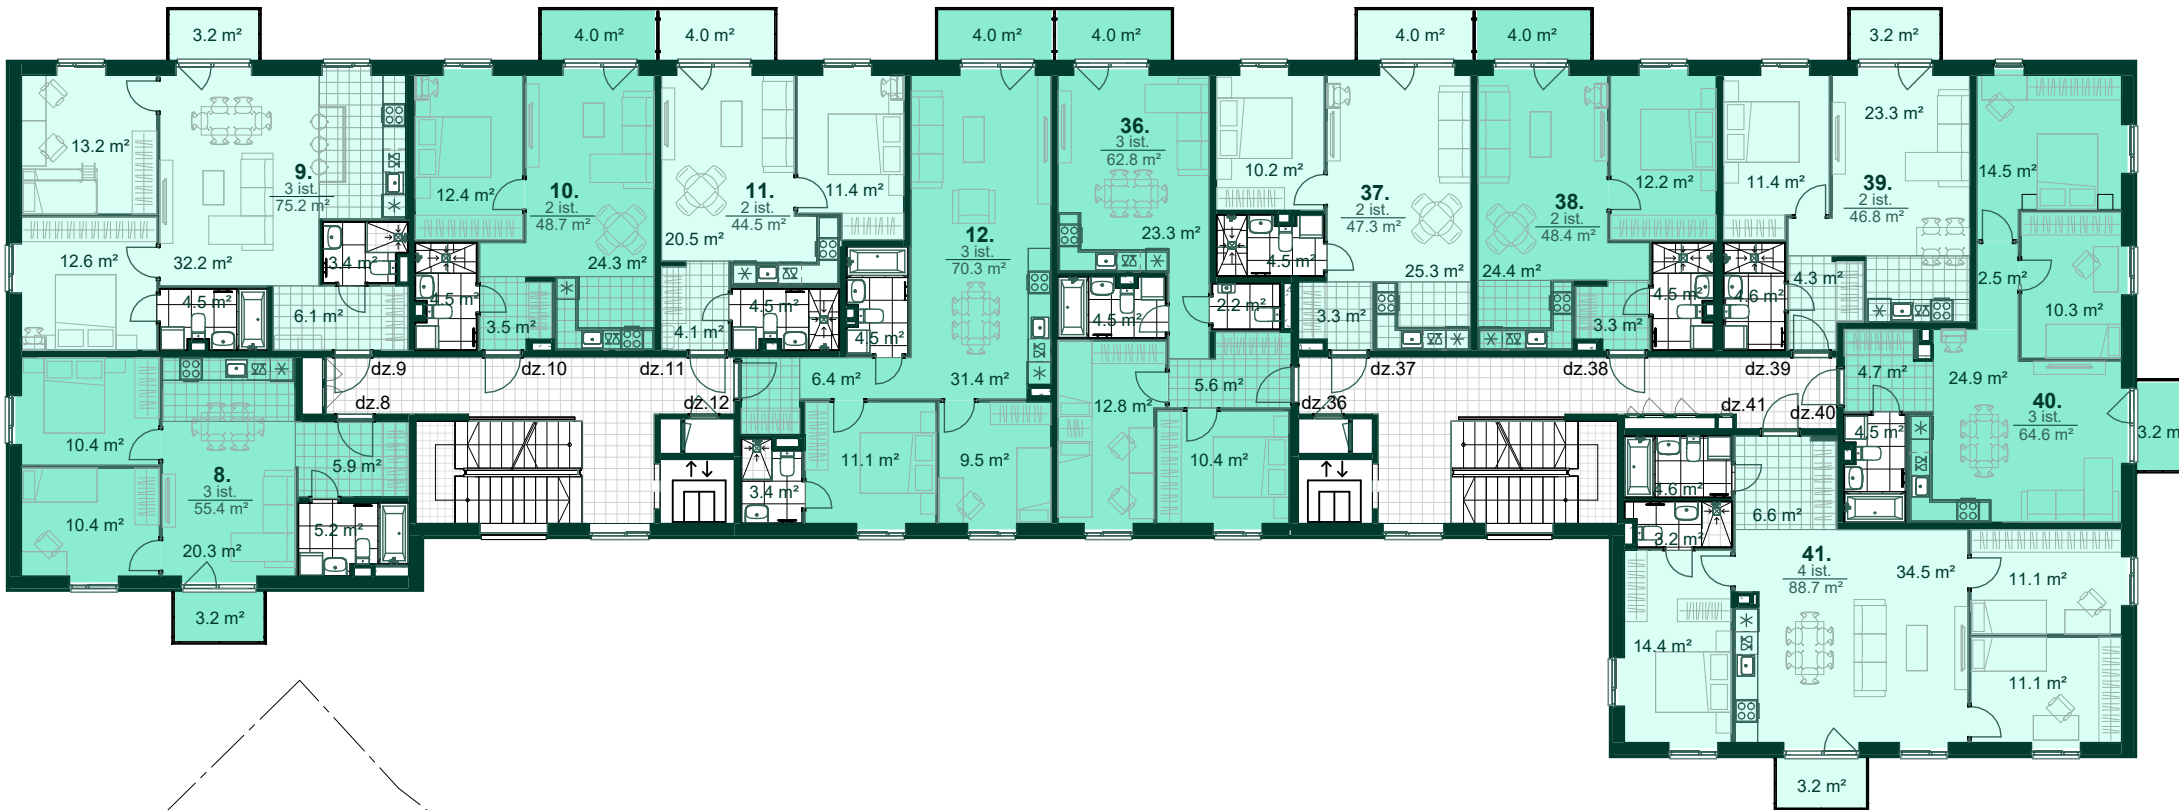 3.2 m²
4.0 m²
4.0 m²
4.0 m²
4.0 m²
4.0 m²
4.0 m²
3.2 m²
13.2 m²
9.
3 ist.
75.2 m²
12.6 m²
32.2 m²
3.4 m²
4.5 m²
6.1 m²
12.4 m²
10.
2 ist.
48.7 m²
24.3 m²
4.5 m²
3.5 m²
20.5 m²
11.
2 ist.
44.5 m²
11.4 m²
4.1 m²
4.5 m²
4.5 m²
12.
3 ist.
70.3 m²
31.4 m²
6.4 m²
11.1 m²
9.5 m²
3.4 m²
36.
3 ist.
62.8 m²
23.3 m²
4.5 m²
2.2 m²
5.6 m²
12.8 m²
10.4 m²
10.2 m²
4.5 m²
37.
2 ist.
47.3 m²
25.3 m²
3.3 m²
38.
2 ist.
48.4 m²
12.2 m²
24.4 m²
4.5 m²
3.3 m²
11.4 m²
23.3 m²
39.
2 ist.
46.8 m²
4.3 m²
4.6 m²
14.5 m²
2.5 m²
10.3 m²
4.7 m²
24.9 m²
40.
3 ist.
64.6 m²
4.5 m²
3.2 m
dz.9
dz.10
dz.11
dz.8
dz.12
dz.37
dz.38
dz.39
dz.36
dz.41
dz.40
10.4 m²
8.
3 ist.
55.4 m²
5.9 m²
10.4 m²
20.3 m²
5.2 m²
3.2 m²
4.6 m²
6.6 m²
3.2 m²
41.
4 ist.
88.7 m²
34.5 m²
11.1 m²
14.4 m²
11.1 m²
3.2 m²